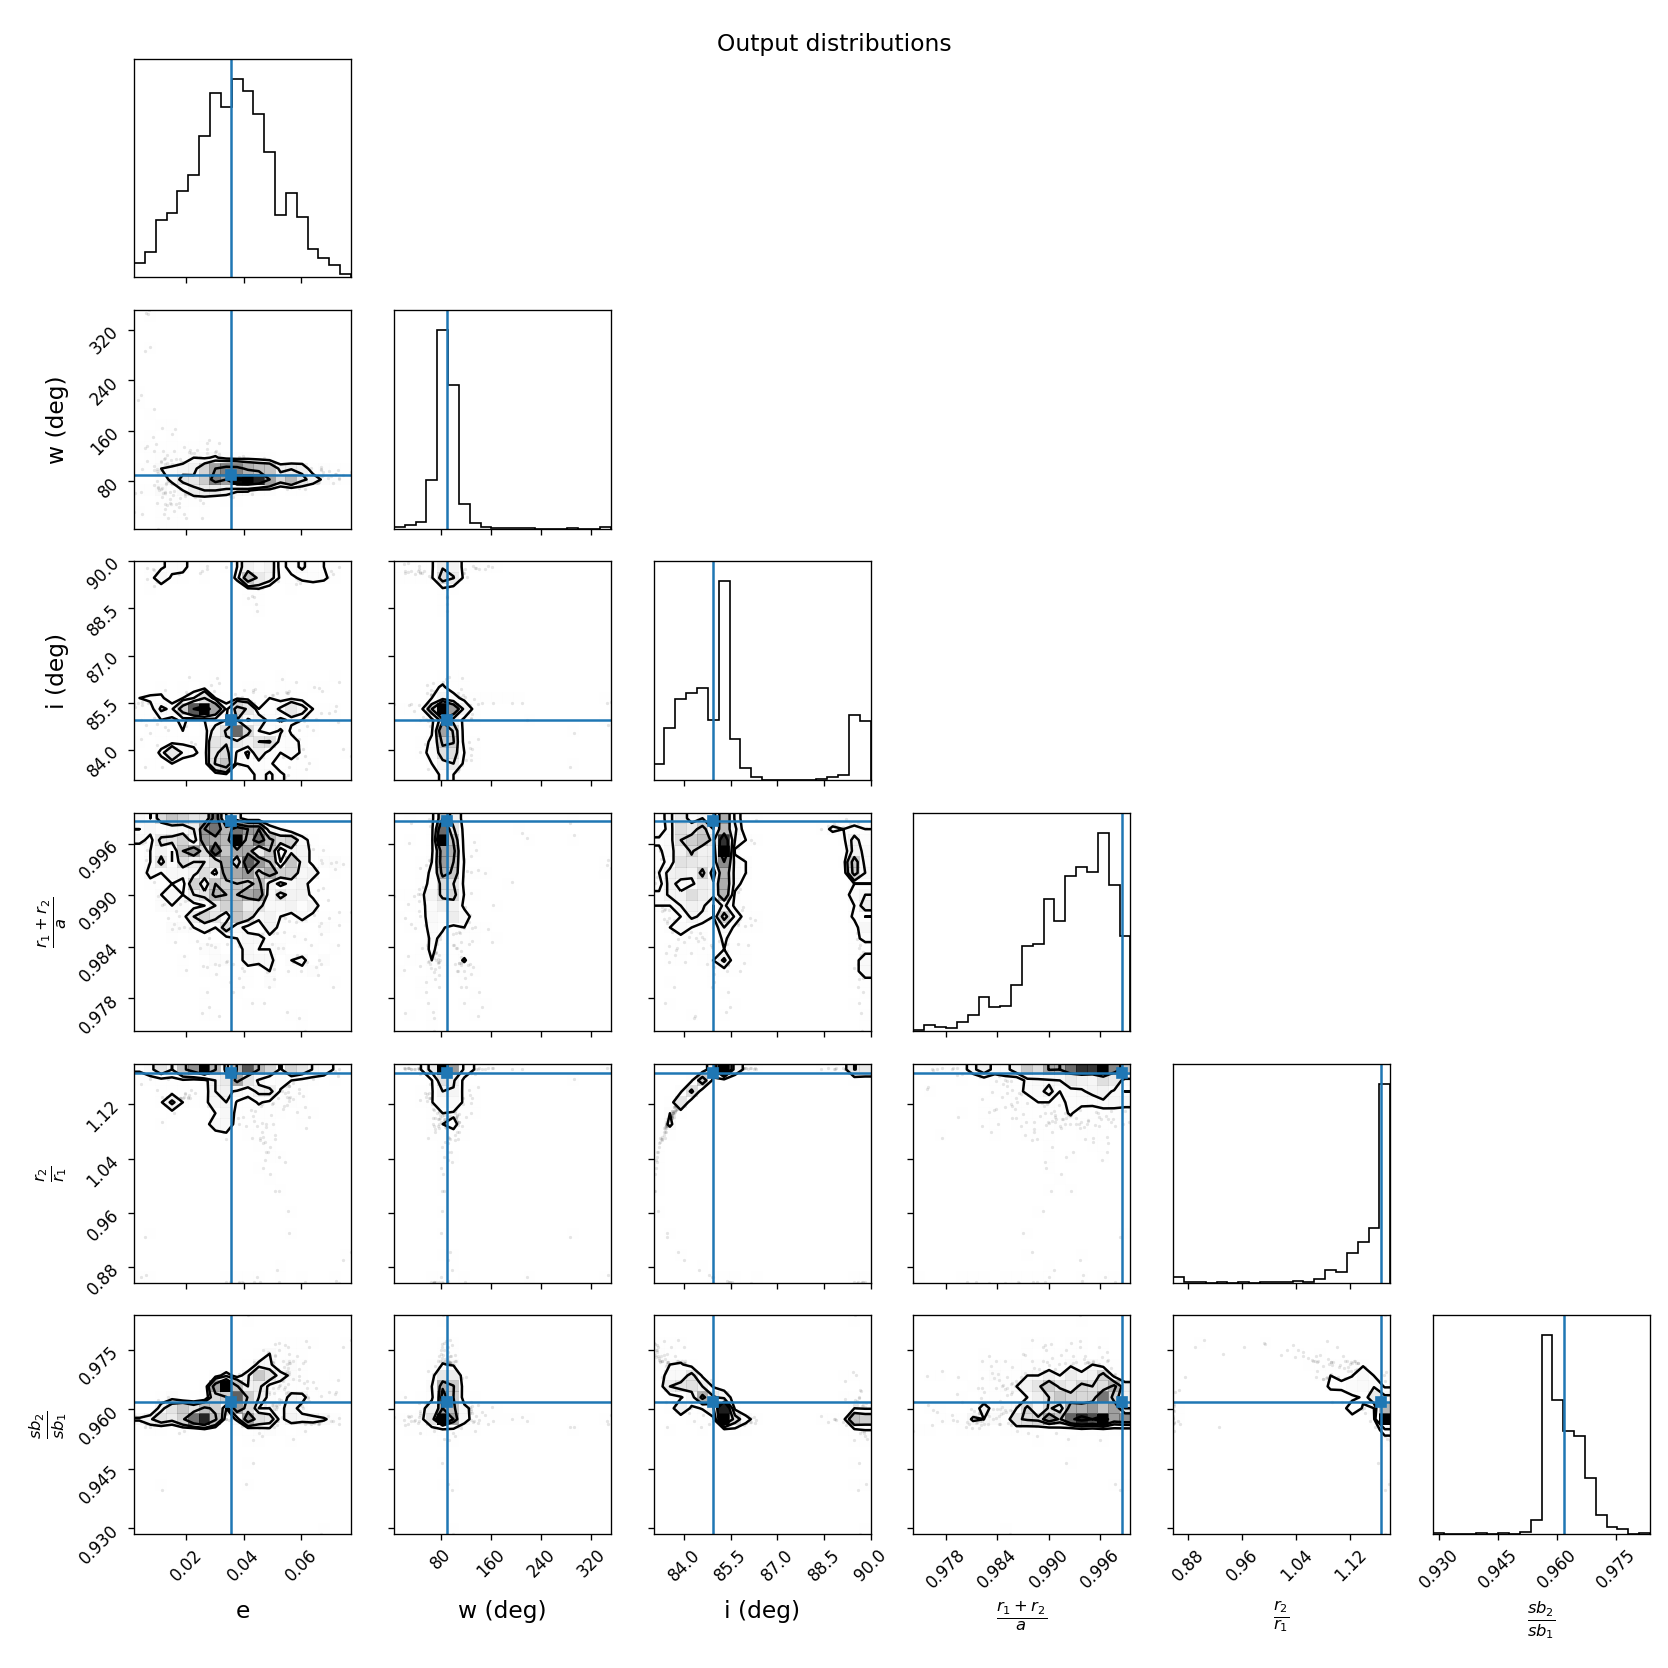 Output distributions
w (deg)
320
240
160
80
i (deg)
90.0
88.5
87.0
85.5
84.0
r₁ + r₂
a
0.996
0.990
0.984
0.978
r₂
r₁
1.12
1.04
0.96
0.88
sb₂
sb₁
0.975
0.960
0.945
0.930
0.02 0.04 0.06 80 160 240 320 84.0 85.5 87.0 88.5 90.0 0.978 0.984 0.990 0.996 0.88 0.96 1.04 1.12 0.930 0.945 0.960 0.975
e w (deg) i (deg) r₁ + r₂ r₂ sb₂
a r₁ sb₁